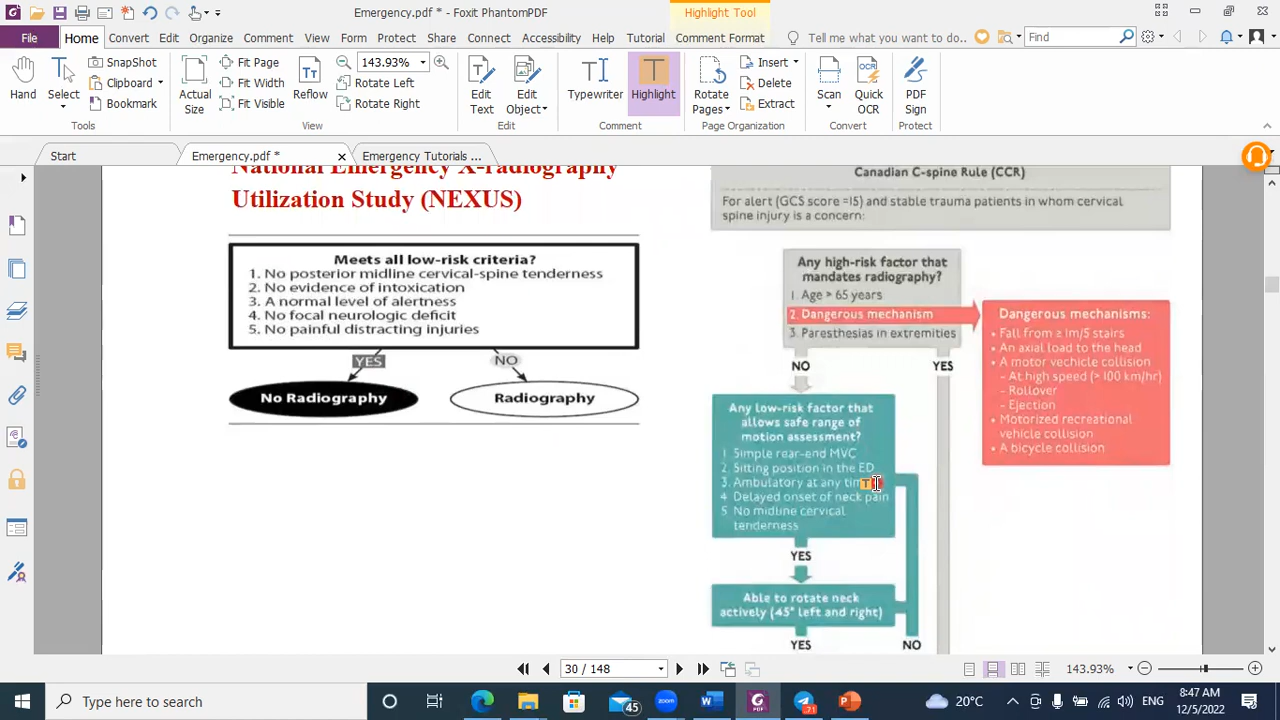 Emergency.pdf * - Foxit PhantomPDF
Highlight Tool
File
Home
Convert
Edit
Organize
Comment
View
Form
Protect
Share
Connect
Accessibility
Help
Tutorial
Comment Format
Tell me what you want to do...
Find
Hand
Select
SnapShot
Clipboard
Bookmark
Tools
Actual Size
Fit Page
Fit Width
Fit Visible
Reflow
143.93%
Rotate Left
Rotate Right
View
Edit Text
Edit Object
Edit
Typewriter
Highlight
Comment
Rotate Pages
Insert
Delete
Extract
Page Organization
Scan
Quick OCR
Convert
PDF Sign
Protect
Start
Emergency.pdf *
Emergency Tutorials ...
National Emergency X-radiography
Utilization Study (NEXUS)
Meets all low-risk criteria?
1. No posterior midline cervical-spine tenderness
2. No evidence of intoxication
3. A normal level of alertness
4. No focal neurologic deficit
5. No painful distracting injuries
YES
NO
No Radiography
Radiography
Canadian C-spine Rule (CCR)
For alert (GCS score =15) and stable trauma patients in whom cervical
spine injury is a concern:
Any high-risk factor that
mandates radiography?
1. Age > 65 years
2. Dangerous mechanism
3. Paresthesias in extremities
Dangerous mechanisms:
• Fall from ≥ 1m/5 stairs
• An axial load to the head
• A motor vechicle collision
- At high speed (> 100 km/hr)
- Rollover
- Ejection
• Motorized recreational
vehicle collision
• A bicycle collision
NO
YES
Any low-risk factor that
allows safe range of
motion assessment?
1 Simple rear-end MVC
2. Sitting position in the ED
3. Ambulatory at any
4 Delayed onset of neck pain
5 No midline cervical
tenderness
YES
Able to rotate neck
actively (45° left and right)
YES
NO
30 / 148
143.93%
Type here to search
45
zoom
21
20°C
ENG
8:47 AM
12/5/2022